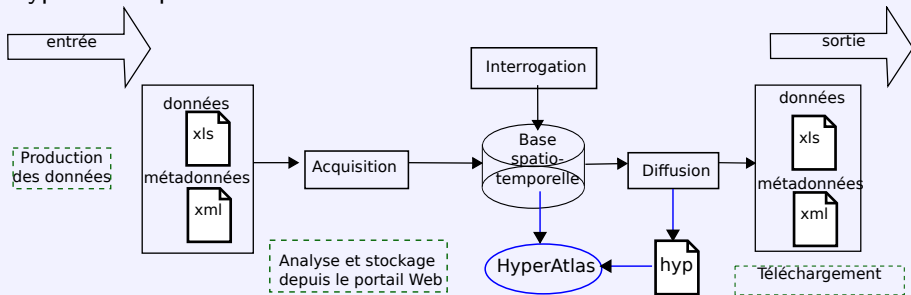 entrée
sortie
Interrogation
données
xls
métadonnées
xml
Production
des données
Acquisition
Base
spatio-
temporelle
Diffusion
données
xls
métadonnées
xml
Analyse et stockage
depuis le portail Web
HyperAtlas
hyp
Téléchargement